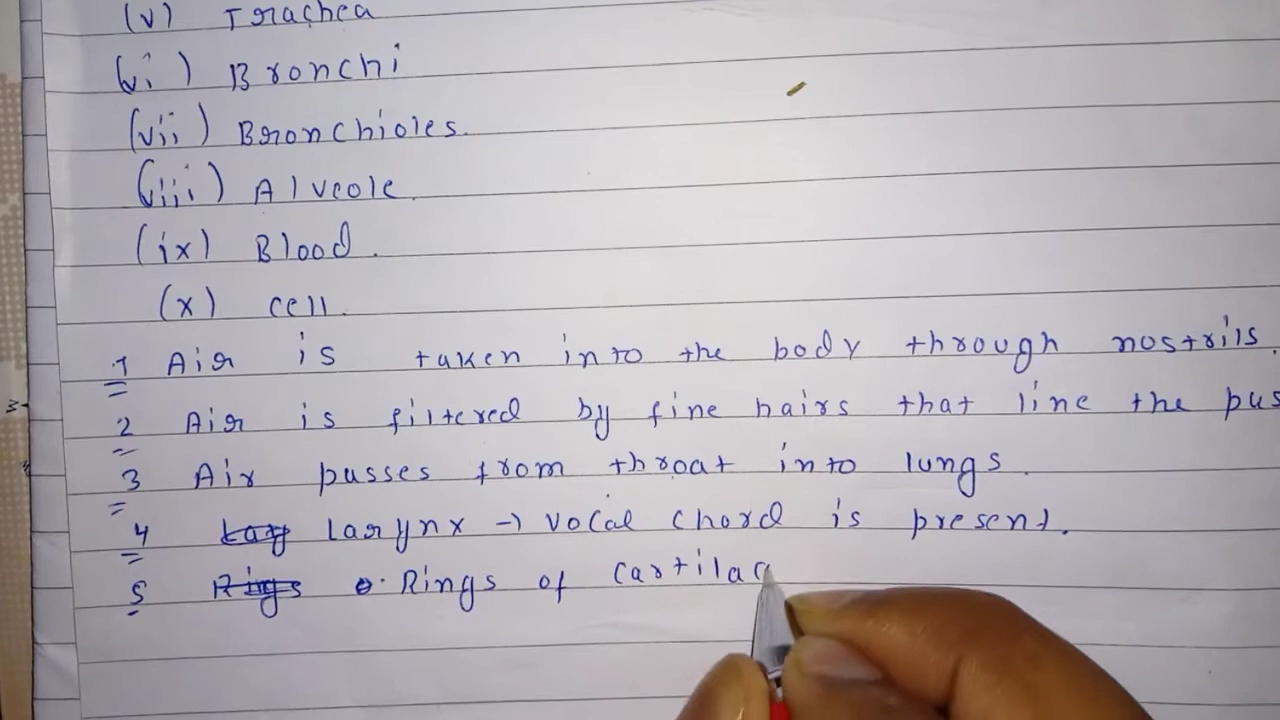 (v) Trachea
(vi) Bronchi
(vii) Bronchioles.
(viii) Alveole.
(ix) Blood.
(x) cell.
1 Air is taken into the body through nostrils.
2 Air is filtered by fine hairs that line the pas
3 Air passes from throat into lungs.
4 Larynx → vocal chord is present.
5 Rings Rings of Cartilag